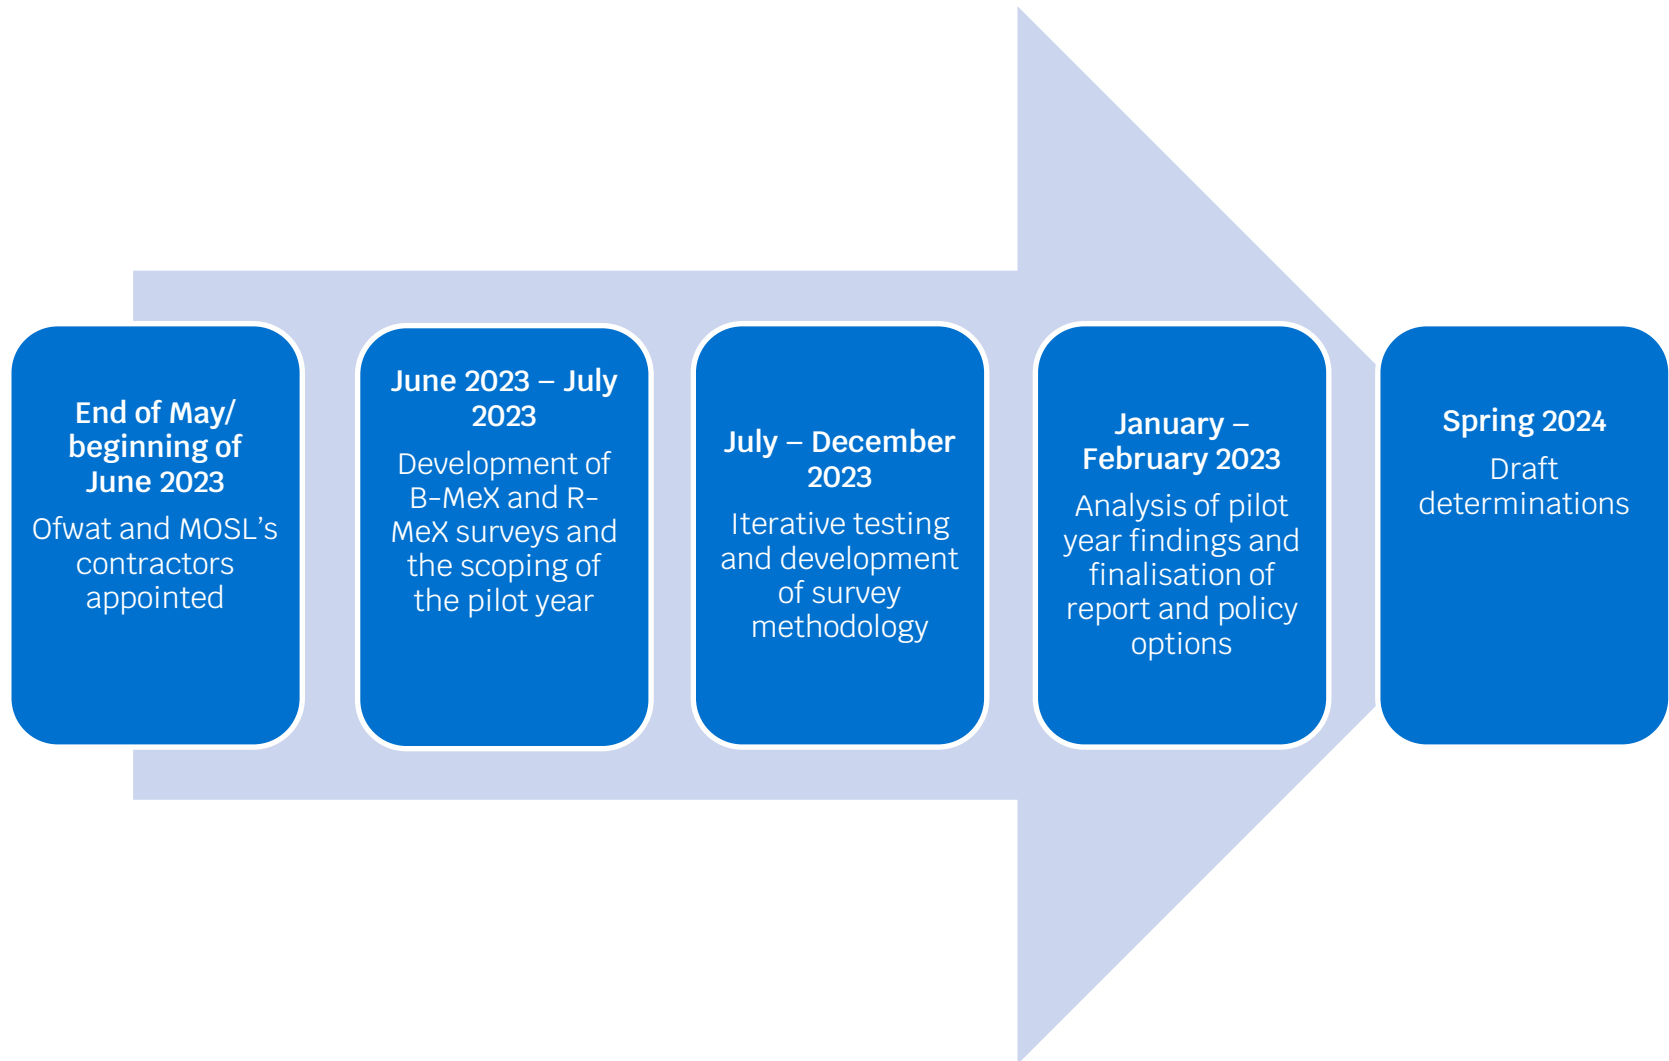 End of May/
beginning of
June 2023
Ofwat and MOSL’s
contractors
appointed
June 2023 – July
2023
Development of
B-MeX and R-
MeX surveys and
the scoping of
the pilot year
July – December
2023
Iterative testing
and development
of survey
methodology
January –
February 2023
Analysis of pilot
year findings and
finalisation of
report and policy
options
Spring 2024
Draft
determinations